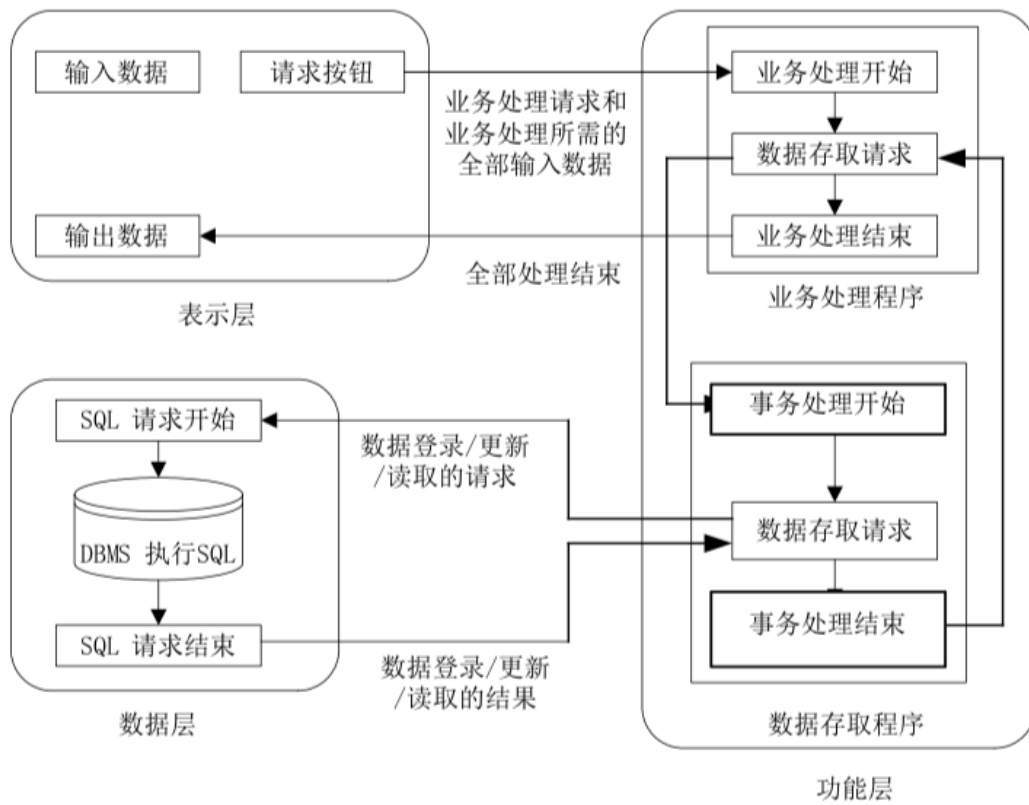 输入数据
请求按钮
业务处理开始
业务处理请求和
业务处理所需的
全部输入数据
数据存取请求
输出数据
业务处理结束
全部处理结束
表示层
业务处理程序
SQL 请求开始
数据登录/更新
/读取的请求
事务处理开始
DBMS 执行SQL
数据存取请求
SQL 请求结束
数据登录/更新
/读取的结果
事务处理结束
数据层
数据存取程序
功能层